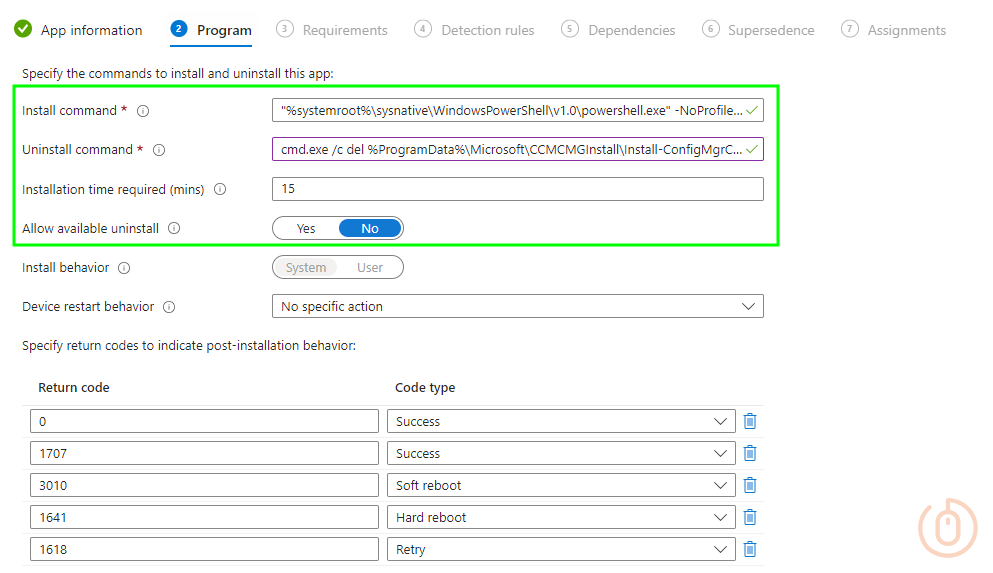 App information 2 Program 3 Requirements 4 Detection rules 5 Dependencies 6 Supersedence 7 Assignments
Specify the commands to install and uninstall this app:
Install command * "%systemroot%\sysnative\WindowsPowerShell\v1.0\powershell.exe" -NoProfile...
Uninstall command * cmd.exe /c del %ProgramData%\Microsoft\CCMCMGInstall\Install-ConfigMgrC...
Installation time required (mins) 15
Allow available uninstall Yes No
Install behavior System User
Device restart behavior No specific action
Specify return codes to indicate post-installation behavior:
Return code Code type
0 Success
1707 Success
3010 Soft reboot
1641 Hard reboot
1618 Retry